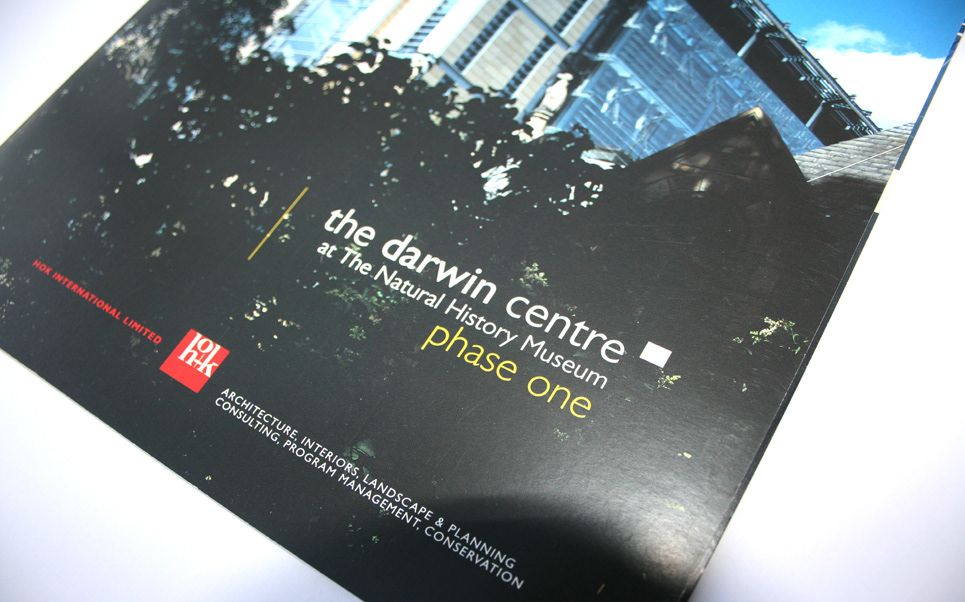 the darwin centre
at The Natural History Museum
phase one
HOK INTERNATIONAL LIMITED
hok
ARCHITECTURE, INTERIORS, LANDSCAPE & PLANNING
CONSULTING, PROGRAM MANAGEMENT, CONSERVATION